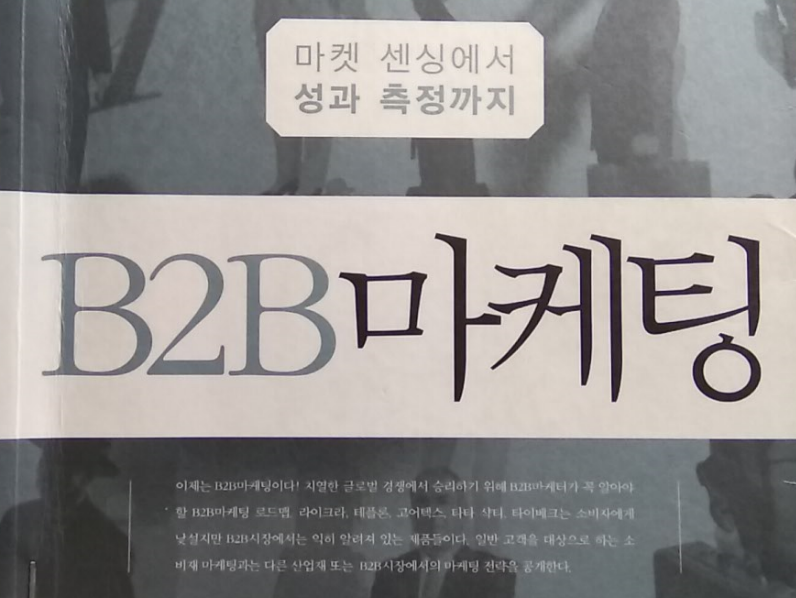 마켓 센싱에서
성과 측정까지
B2B마케팅
이제는 B2B마케팅이다! 치열한 글로벌 경쟁에서 승리하기 위해 B2B마케터가 꼭 알아야
할 B2B마케팅 로드맵. 라이크라, 테플론, 고어텍스, 타타 삭티, 타이베크는 소비자에게
낯설지만 B2B시장에서는 익히 알려져 있는 제품들이다. 일반 고객을 대상으로 하는 소
비재 마케팅과는 다른 산업재 또는 B2B시장에서의 마케팅 전략을 공개한다.